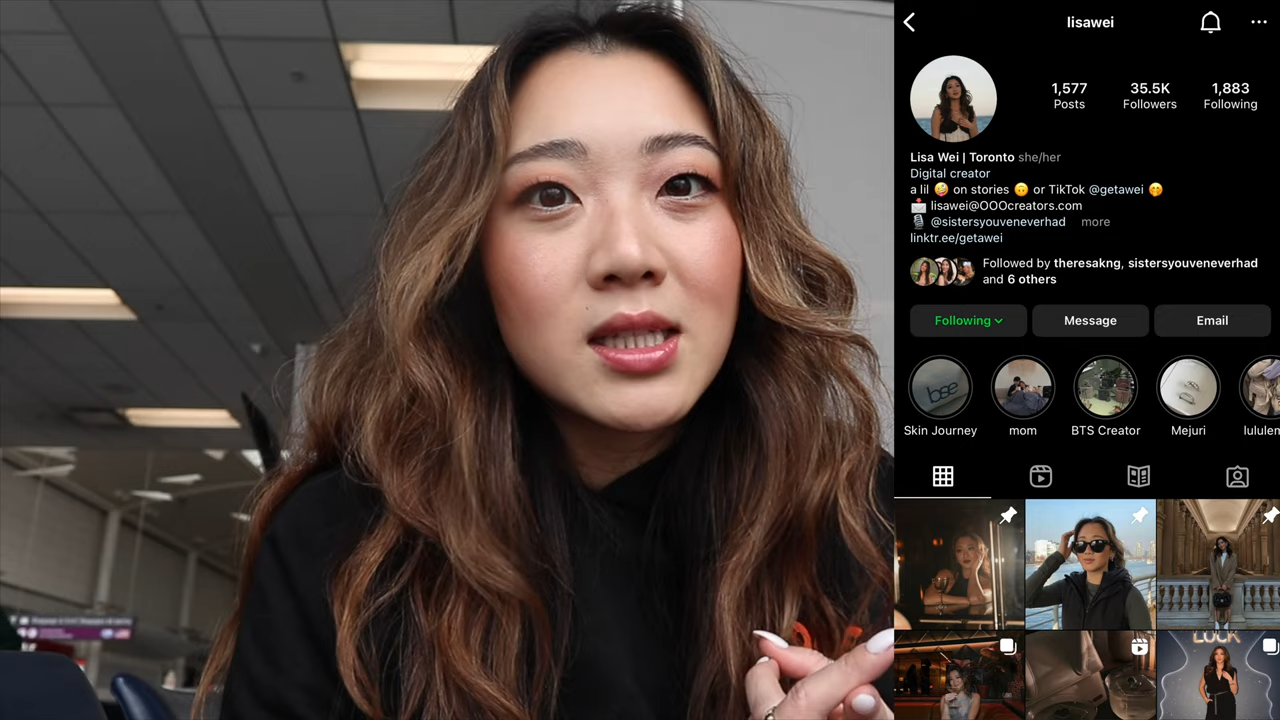 lisawei
1,577
Posts
35.5K
Followers
1,883
Following
Lisa Wei | Toronto she/her
Digital creator
a lil 🤪 on stories 🙃 or TikTok @getawei 🤭
📩 lisawei@OOOcreators.com
🎙️ @sistersyouveneverhad more
linktr.ee/getawei
Followed by theresakng, sistersyouveneverhad
and 6 others
Following
Message
Email
bse
Skin Journey
mom
BTS Creator
Mejuri
lululem
LUCK